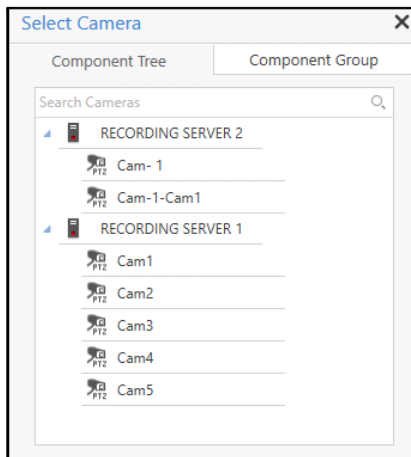 Select Camera
Component Tree
Component Group
Search Cameras
RECORDING SERVER 2
PTZ Cam- 1
PTZ Cam-1-Cam1
RECORDING SERVER 1
PTZ Cam1
PTZ Cam2
PTZ Cam3
PTZ Cam4
PTZ Cam5